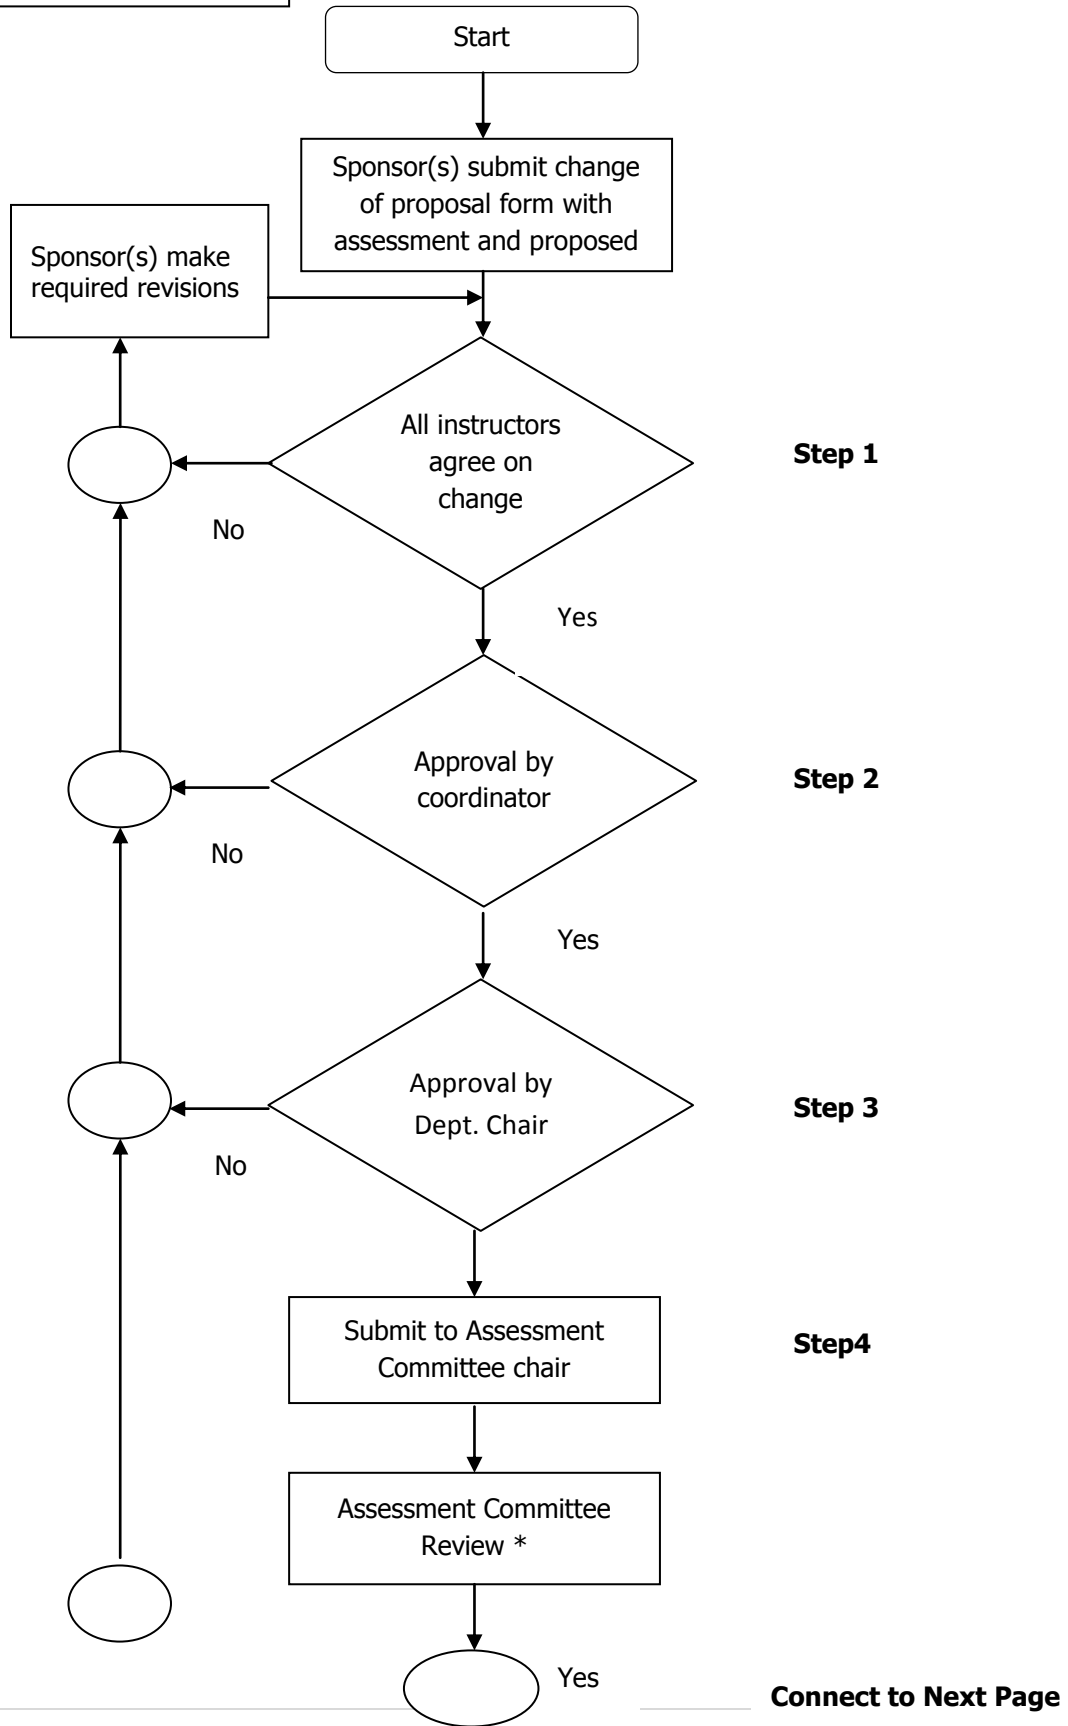 Start
Sponsor(s) submit change
of proposal form with
assessment and proposed
Sponsor(s) make
required revisions
All instructors
agree on
change
Step 1
No
Yes
Approval by
coordinator
Step 2
No
Yes
Approval by
Dept. Chair
Step 3
No
Submit to Assessment
Committee chair
Step4
Assessment Committee
Review *
Yes
Connect to Next Page